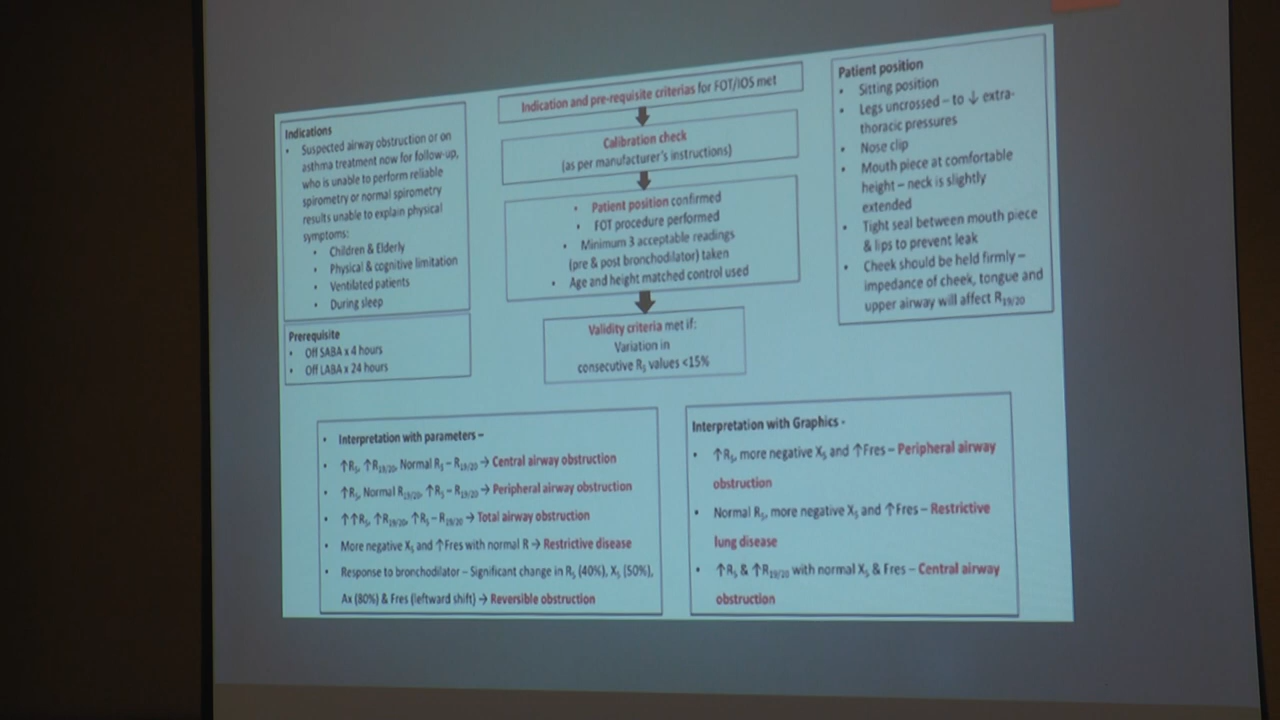 Indications
• Suspected airway obstruction or on
asthma treatment now for follow-up,
who is unable to perform reliable
spirometry or normal spirometry
results unable to explain physical
symptoms:
• Children & Elderly
• Physical & cognitive limitation
• Ventilated patients
• During sleep
Prerequisite
• Off SABA x 4 hours
• Off LABA x 24 hours
Indication and pre-requisite criterias for FOT/IOS met
Calibration check
(as per manufacturer's instructions)
• Patient position confirmed
• FOT procedure performed
• Minimum 3 acceptable readings
(pre & post bronchodilator) taken
• Age and height matched control used
Validity criteria met if:
Variation in
consecutive R₅ values <15%
Patient position
• Sitting position
• Legs uncrossed – to ↓ extra-
thoracic pressures
• Nose clip
• Mouth piece at comfortable
height – neck is slightly
extended
• Tight seal between mouth piece
& lips to prevent leak
• Cheek should be held firmly –
impedance of cheek, tongue and
upper airway will affect R₁₉/₂₀
• Interpretation with parameters –
• ↑R₅, ↑R₁₉/₂₀, Normal R₅ – R₁₉/₂₀ → Central airway obstruction
• ↑R₅, Normal R₁₉/₂₀, ↑R₅ – R₁₉/₂₀ → Peripheral airway obstruction
• ↑↑R₅, ↑R₁₉/₂₀, ↑R₅ – R₁₉/₂₀ → Total airway obstruction
• More negative X₅ and ↑Fres with normal R → Restrictive disease
• Response to bronchodilator – Significant change in R₅ (40%), X₅ (50%),
Ax (80%) & Fres (leftward shift) → Reversible obstruction
Interpretation with Graphics -
• ↑R₅, more negative X₅ and ↑Fres – Peripheral airway
obstruction
• Normal R₅, more negative X₅ and ↑Fres – Restrictive
lung disease
• ↑R₅ & ↑R₁₉/₂₀ with normal X₅ & Fres – Central airway
obstruction